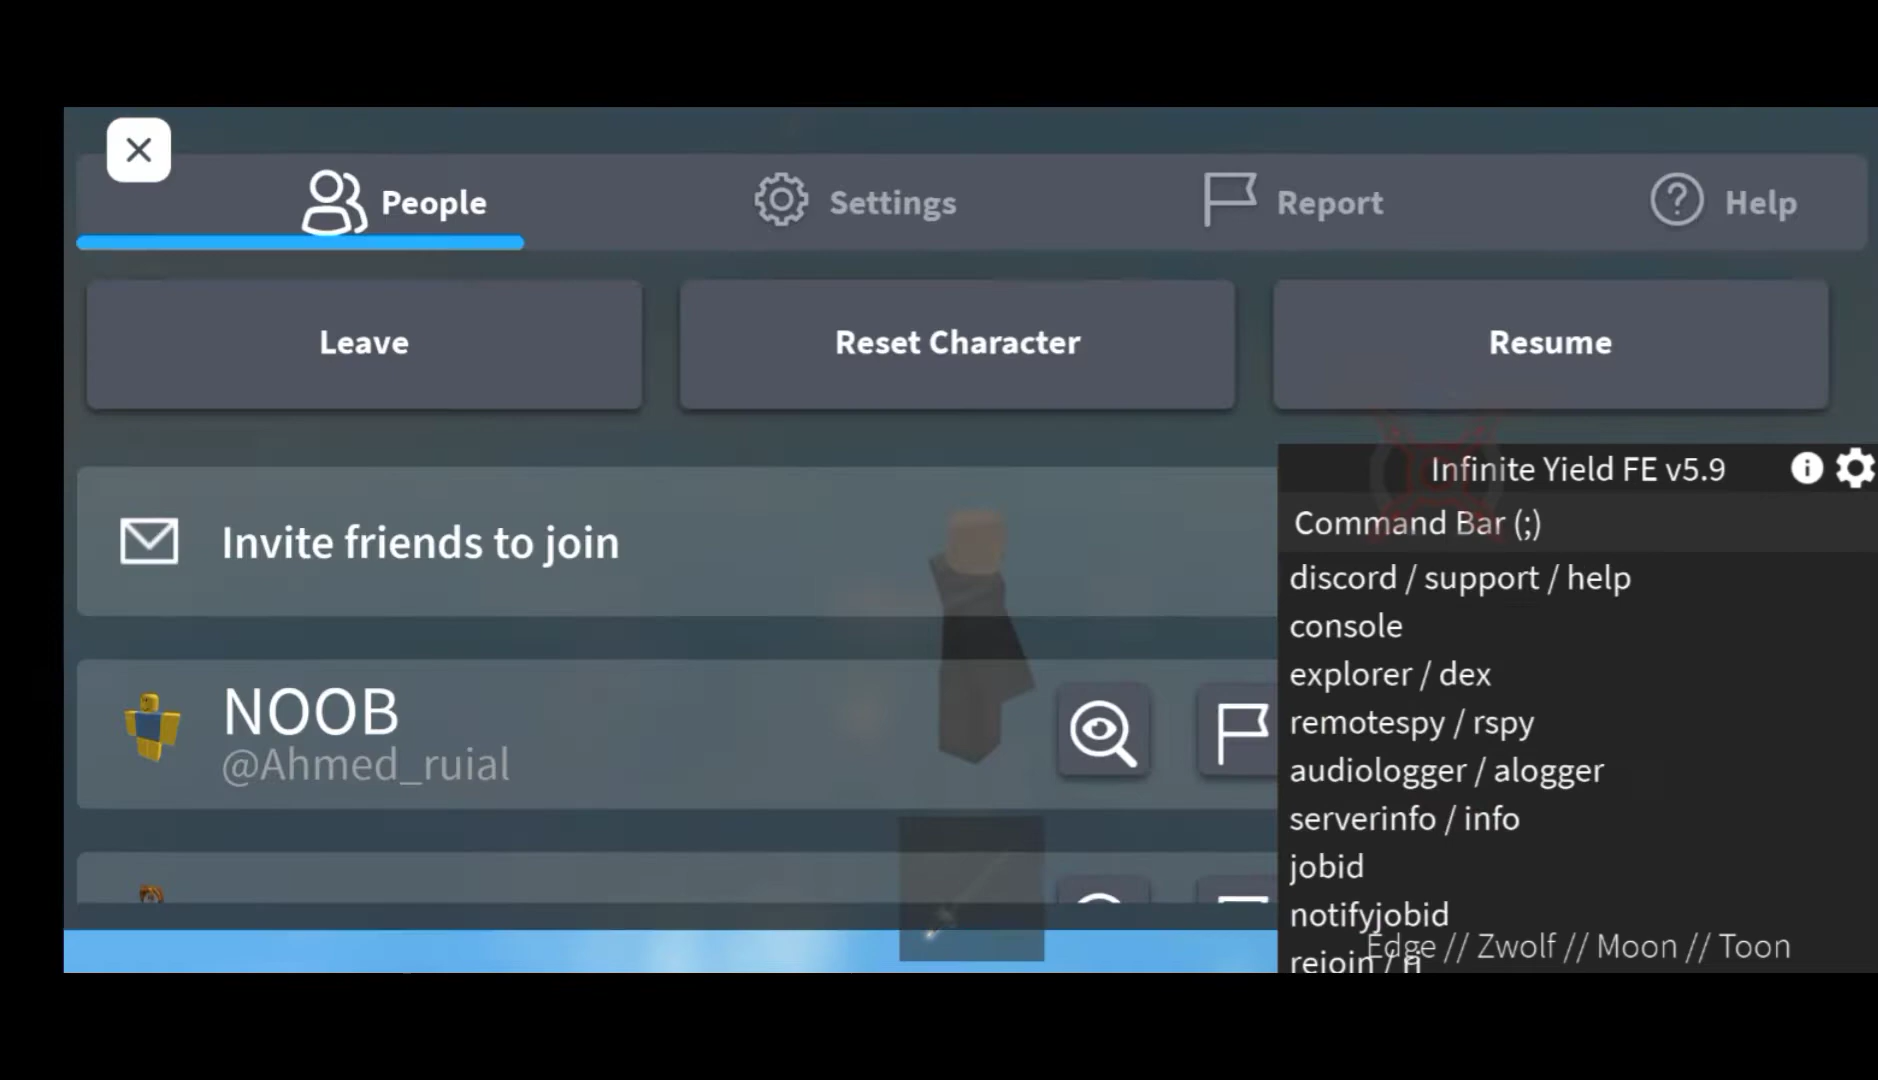 People
Settings
Report
Help
Leave
Reset Character
Resume
Invite friends to join
NOOB
@Ahmed_ruial
Infinite Yield FE v5.9
Command Bar (;)
discord / support / help
console
explorer / dex
remotespy / rspy
audiologger / alogger
serverinfo / info
jobid
notifyjobid
rejoin / rj
Edge // Zwolf // Moon // Toon